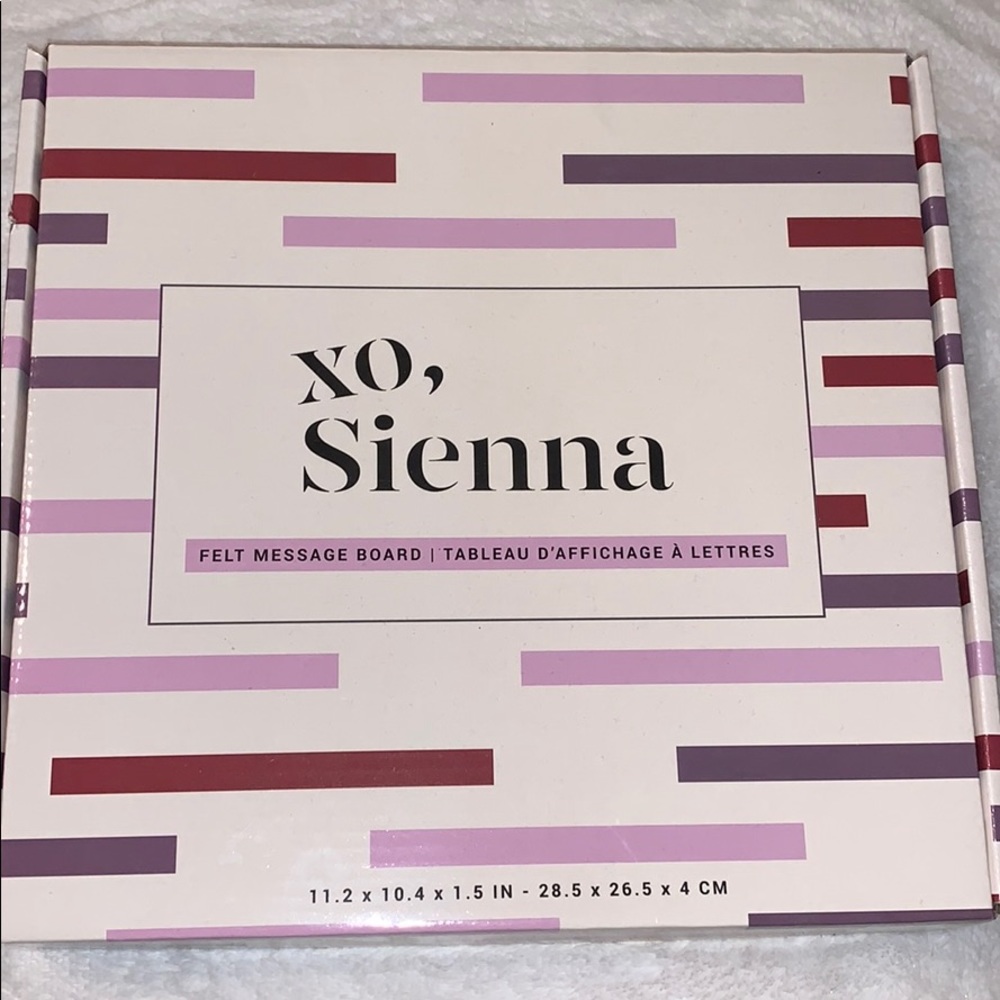 xo,
Sienna
FELT MESSAGE BOARD | TABLEAU D'AFFICHAGE À LETTRES
11.2 x 10.4 x 1.5 IN - 28.5 x 26.5 x 4 CM